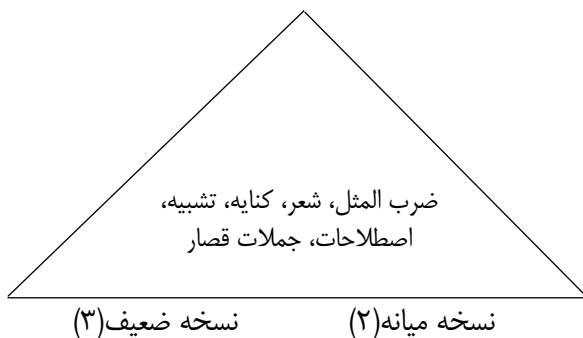 ضرب المثل، شعر، کنایه، تشبیه،
اصطلاحات، جملات قصار
نسخه میانه(۲) نسخه ضعیف(۳)